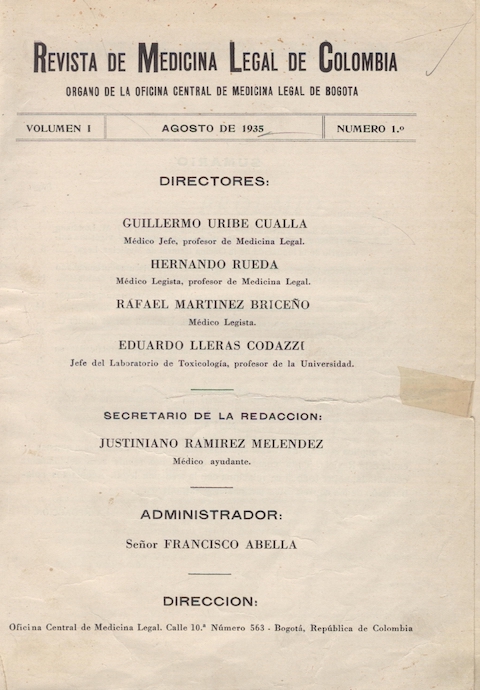 REVISTA DE MEDICINA LEGAL DE COLOMBIA
ORGANO DE LA OFICINA CENTRAL DE MEDICINA LEGAL DE BOGOTA
VOLUMEN I AGOSTO DE 1935 NUMERO 1.º
DIRECTORES:
GUILLERMO URIBE CUALLA
Médico Jefe, profesor de Medicina Legal.
HERNANDO RUEDA
Médico Legista, profesor de Medicina Legal.
RAFAEL MARTINEZ BRICEÑO
Médico Legista.
EDUARDO LLERAS CODAZZI
Jefe del Laboratorio de Toxicología, profesor de la Universidad.
SECRETARIO DE LA REDACCION:
JUSTINIANO RAMIREZ MELENDEZ
Médico ayudante.
ADMINISTRADOR:
Señor FRANCISCO ABELLA
DIRECCION:
Oficina Central de Medicina Legal. Calle 10.ª Número 563 - Bogotá, República de Colombia